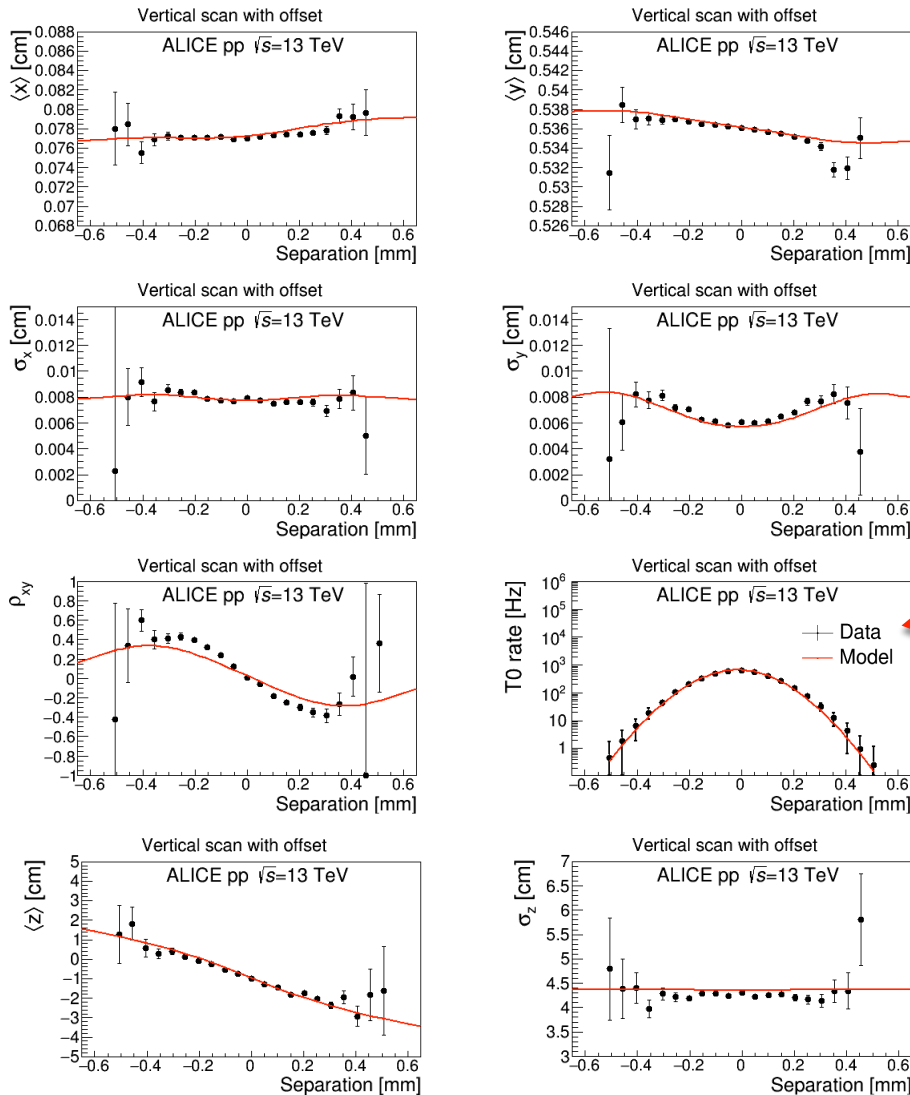 Vertical scan with offset
ALICE pp √s=13 TeV
⟨x⟩ [cm]
0.088
0.086
0.084
0.082
0.08
0.078
0.076
0.074
0.072
0.07
0.068
−0.6 −0.4 −0.2 0 0.2 0.4 0.6
Separation [mm]
Vertical scan with offset
ALICE pp √s=13 TeV
⟨y⟩ [cm]
0.546
0.544
0.542
0.54
0.538
0.536
0.534
0.532
0.53
0.528
0.526
−0.6 −0.4 −0.2 0 0.2 0.4 0.6
Separation [mm]
Vertical scan with offset
ALICE pp √s=13 TeV
σx [cm]
0.014
0.012
0.01
0.008
0.006
0.004
0.002
0
−0.6 −0.4 −0.2 0 0.2 0.4 0.6
Separation [mm]
Vertical scan with offset
ALICE pp √s=13 TeV
σy [cm]
0.014
0.012
0.01
0.008
0.006
0.004
0.002
0
−0.6 −0.4 −0.2 0 0.2 0.4 0.6
Separation [mm]
Vertical scan with offset
ALICE pp √s=13 TeV
ρxy
1
0.8
0.6
0.4
0.2
0
−0.2
−0.4
−0.6
−0.8
−1
−0.6 −0.4 −0.2 0 0.2 0.4 0.6
Separation [mm]
Vertical scan with offset
ALICE pp √s=13 TeV
T0 rate [Hz]
10⁶
10⁵
10⁴
10³
10²
10
1
Data
Model
−0.6 −0.4 −0.2 0 0.2 0.4 0.6
Separation [mm]
Vertical scan with offset
ALICE pp √s=13 TeV
⟨z⟩ [cm]
5
4
3
2
1
0
−1
−2
−3
−4
−5
−0.6 −0.4 −0.2 0 0.2 0.4 0.6
Separation [mm]
Vertical scan with offset
ALICE pp √s=13 TeV
σz [cm]
7
6.5
6
5.5
5
4.5
4
3.5
3
−0.6 −0.4 −0.2 0 0.2 0.4 0.6
Separation [mm]